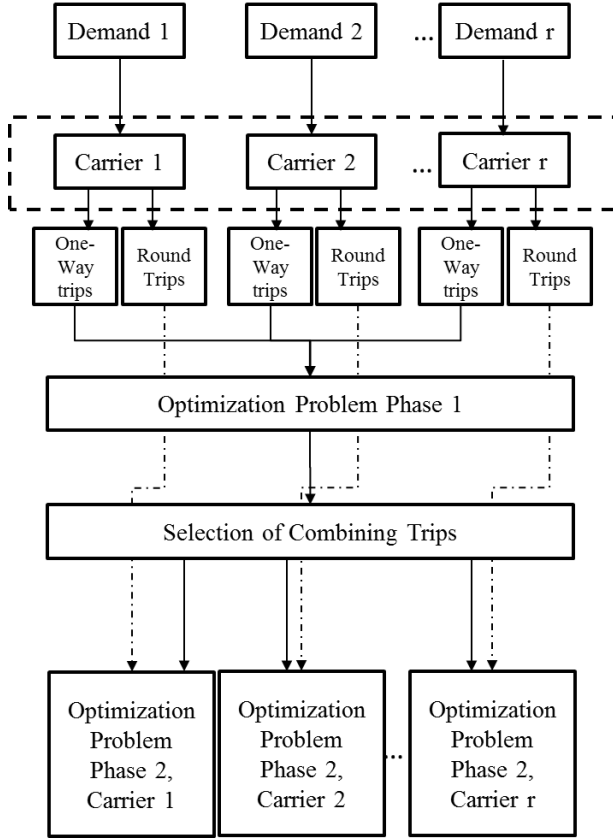 Demand 1
Demand 2
...
Demand r
Carrier 1
Carrier 2
...
Carrier r
One-
Way
trips
Round
Trips
One-
Way
trips
Round
Trips
One-
Way
trips
Round
Trips
Optimization Problem Phase 1
Selection of Combining Trips
Optimization
Problem
Phase 2,
Carrier 1
Optimization
Problem
Phase 2,
Carrier 2
...
Optimization
Problem
Phase 2,
Carrier r